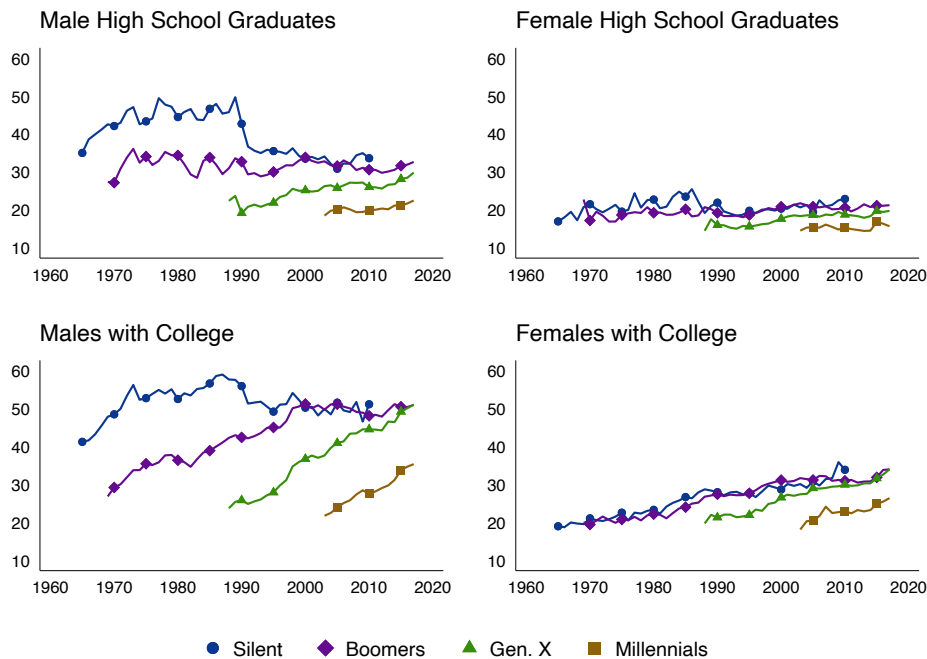 Male High School Graduates
60
50
40
30
20
10
1960 1970 1980 1990 2000 2010 2020
Female High School Graduates
60
50
40
30
20
10
1960 1970 1980 1990 2000 2010 2020
Males with College
60
50
40
30
20
10
1960 1970 1980 1990 2000 2010 2020
Females with College
60
50
40
30
20
10
1960 1970 1980 1990 2000 2010 2020
Silent Boomers Gen. X Millennials